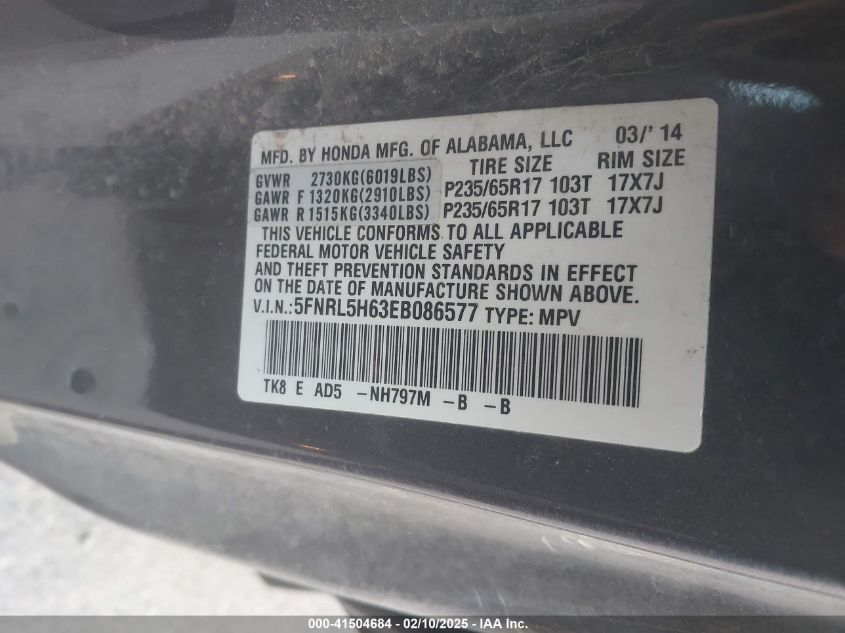 MFD. BY HONDA MFG. OF ALABAMA, LLC 03/' 14
TIRE SIZE RIM SIZE
GVWR 2730KG(6019LBS)
GAWR F 1320KG(2910LBS) P235/65R17 103T 17X7J
GAWR R 1515KG(3340LBS) P235/65R17 103T 17X7J
THIS VEHICLE CONFORMS TO ALL APPLICABLE
FEDERAL MOTOR VEHICLE SAFETY
AND THEFT PREVENTION STANDARDS IN EFFECT
ON THE DATE OF MANUFACTURE SHOWN ABOVE.
V.I.N.:5FNRL5H63EB086577 TYPE: MPV
TK8 E AD5 -NH797M -B -B
000-41504684 - 02/10/2025 - IAA Inc.